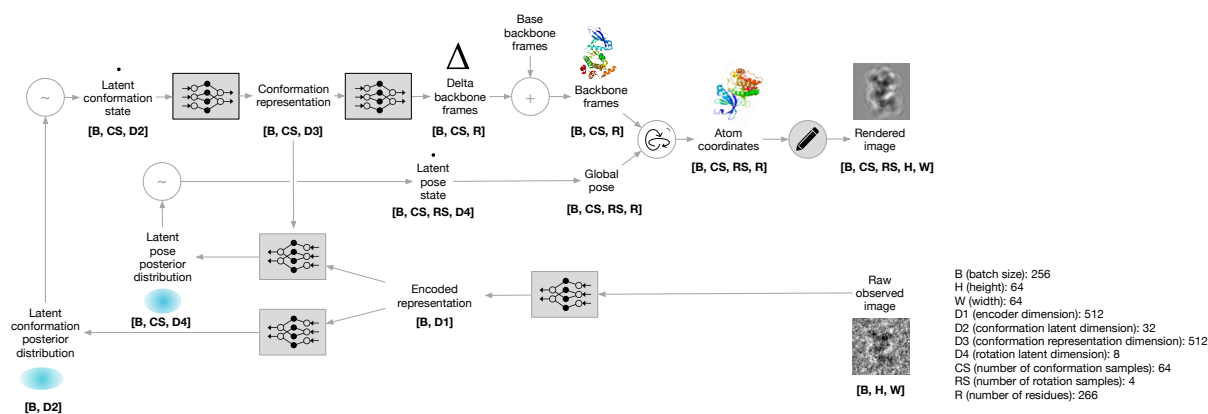 Base
backbone
frames
~
Latent
conformation
state
[B, CS, D2]
Conformation
representation
[B, CS, D3]
Δ
Delta
backbone
frames
[B, CS, R]
+
Backbone
frames
[B, CS, R]
Atom
coordinates
[B, CS, RS, R]
Rendered
image
[B, CS, RS, H, W]
~
Latent
pose
state
[B, CS, RS, D4]
Global
pose
[B, CS, RS, R]
Latent
pose
posterior
distribution
[B, CS, D4]
Encoded
representation
[B, D1]
Raw
observed
image
[B, H, W]
Latent
conformation
posterior
distribution
[B, D2]
B (batch size): 256
H (height): 64
W (width): 64
D1 (encoder dimension): 512
D2 (conformation latent dimension): 32
D3 (conformation representation dimension): 512
D4 (rotation latent dimension): 8
CS (number of conformation samples): 64
RS (number of rotation samples): 4
R (number of residues): 266